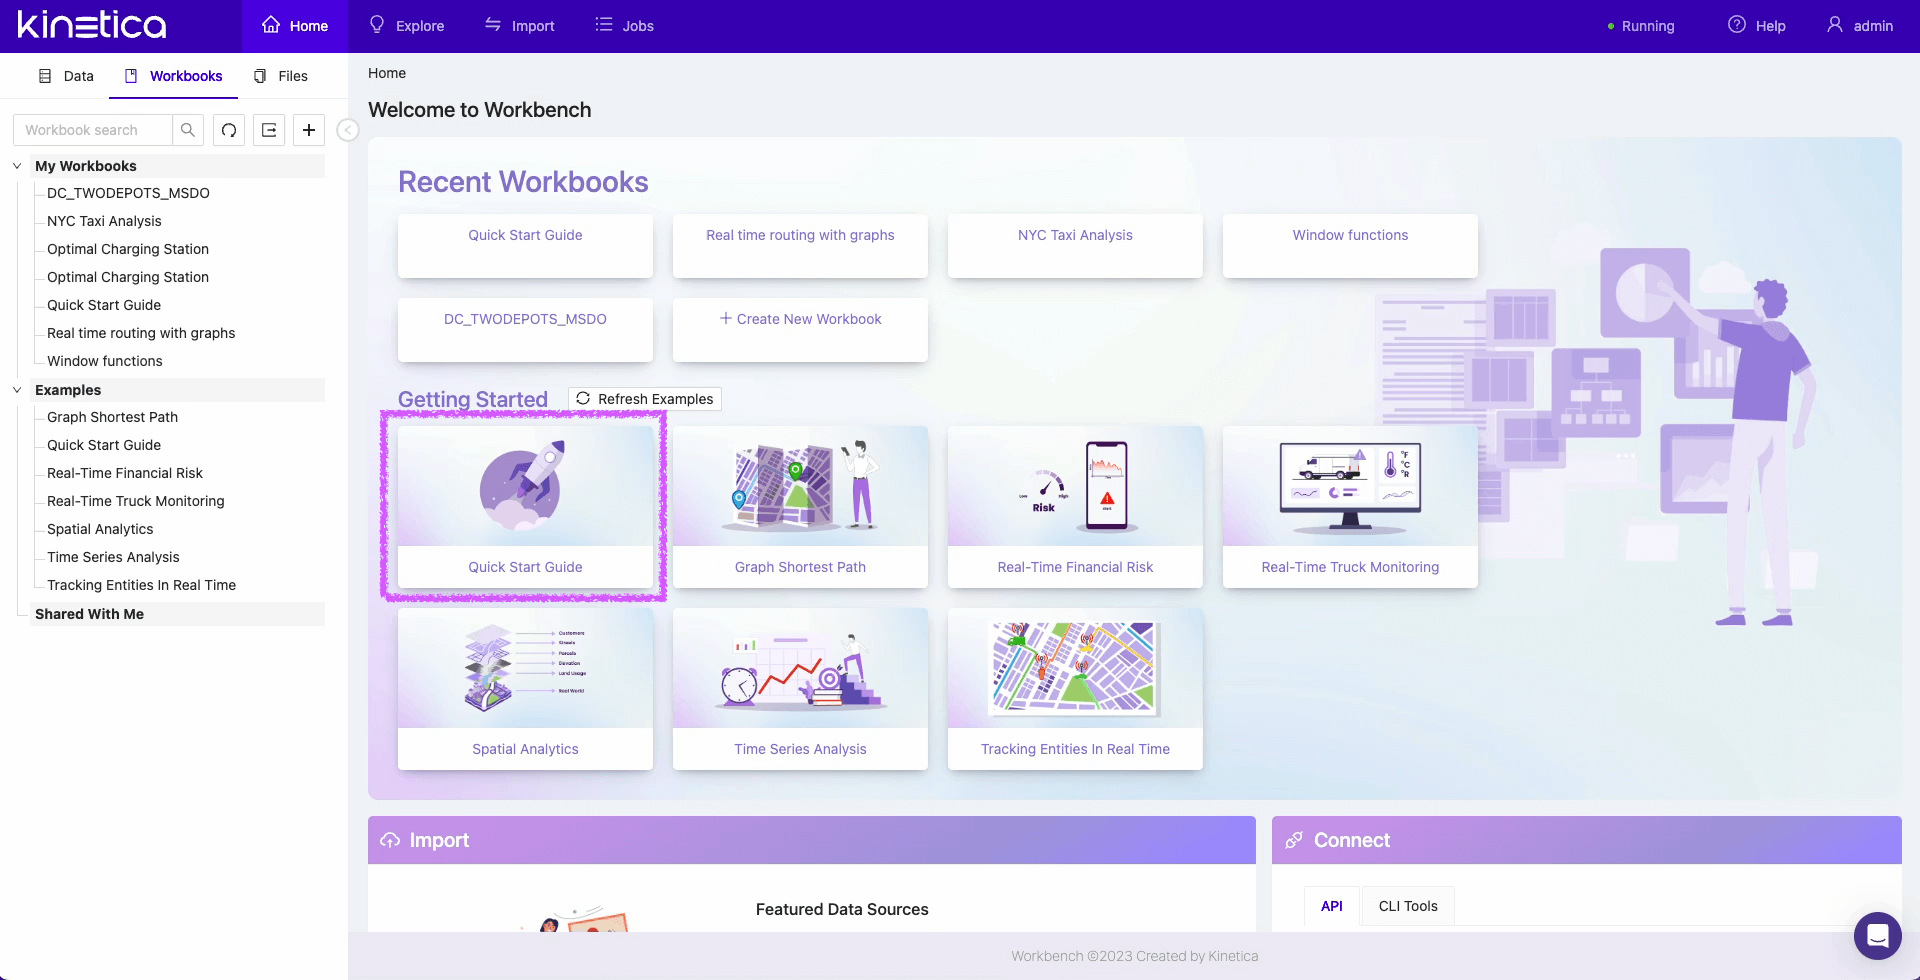 kinetica
Home
Explore
Import
Jobs
Running
Help
admin
Data
Workbooks
Files
Workbook search
My Workbooks
DC_TWODEPOTS_MSDO
NYC Taxi Analysis
Optimal Charging Station
Optimal Charging Station
Quick Start Guide
Real time routing with graphs
Window functions
Examples
Graph Shortest Path
Quick Start Guide
Real-Time Financial Risk
Real-Time Truck Monitoring
Spatial Analytics
Time Series Analysis
Tracking Entities In Real Time
Shared With Me
Home
Welcome to Workbench
Recent Workbooks
Quick Start Guide
Real time routing with graphs
NYC Taxi Analysis
Window functions
DC_TWODEPOTS_MSDO
Create New Workbook
Getting Started
Refresh Examples
Low
High
Risk
°F
°C
°R
Quick Start Guide
Graph Shortest Path
Real-Time Financial Risk
Real-Time Truck Monitoring
Customers
Streets
Parcels
Elevation
Land Usage
Real World
Spatial Analytics
Time Series Analysis
Tracking Entities In Real Time
Import
Featured Data Sources
Connect
API
CLI Tools
Workbench ©2023 Created by Kinetica